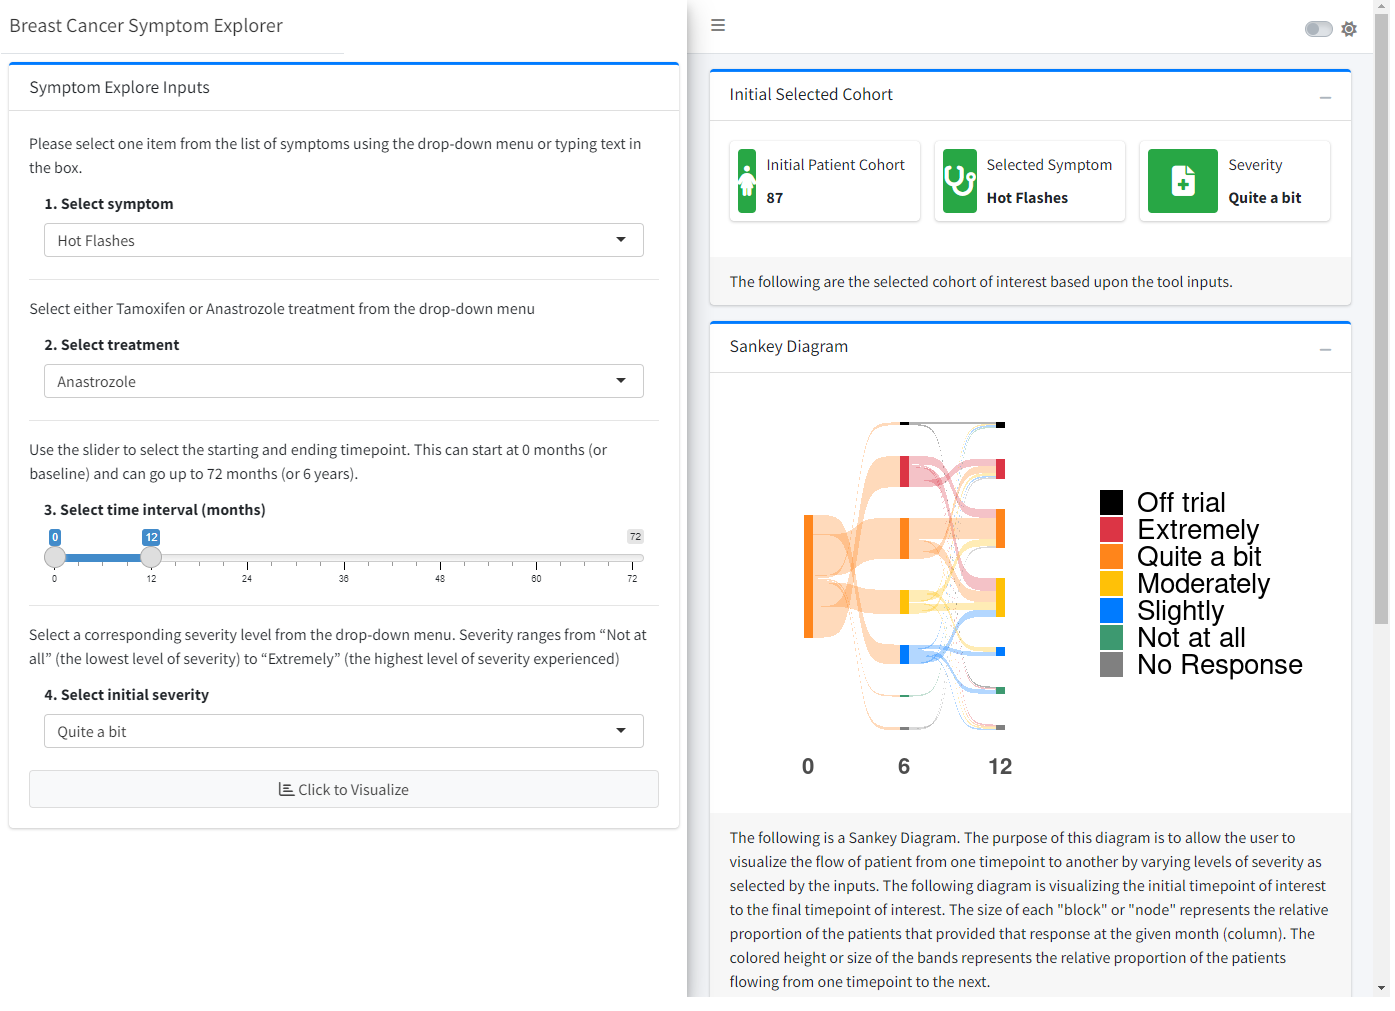 Breast Cancer Symptom Explorer
Symptom Explore Inputs
Please select one item from the list of symptoms using the drop-down menu or typing text in
the box.
1. Select symptom
Hot Flashes
Select either Tamoxifen or Anastrozole treatment from the drop-down menu
2. Select treatment
Anastrozole
Use the slider to select the starting and ending timepoint. This can start at 0 months (or
baseline) and can go up to 72 months (or 6 years).
3. Select time interval (months)
0 12 72
0 12 24 36 48 60 72
Select a corresponding severity level from the drop-down menu. Severity ranges from “Not at
all” (the lowest level of severity) to “Extremely” (the highest level of severity experienced)
4. Select initial severity
Quite a bit
Click to Visualize
Initial Selected Cohort
Initial Patient Cohort
87
Selected Symptom
Hot Flashes
Severity
Quite a bit
The following are the selected cohort of interest based upon the tool inputs.
Sankey Diagram
Off trial
Extremely
Quite a bit
Moderately
Slightly
Not at all
No Response
0 6 12
The following is a Sankey Diagram. The purpose of this diagram is to allow the user to
visualize the flow of patient from one timepoint to another by varying levels of severity as
selected by the inputs. The following diagram is visualizing the initial timepoint of interest
to the final timepoint of interest. The size of each "block" or "node" represents the relative
proportion of the patients that provided that response at the given month (column). The
colored height or size of the bands represents the relative proportion of the patients
flowing from one timepoint to the next.